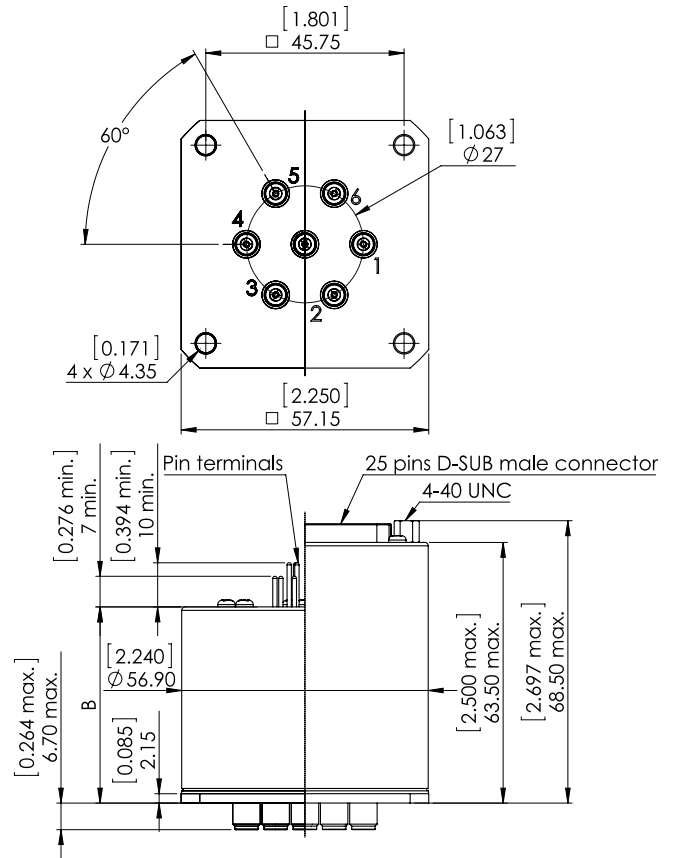 [1.801]
□ 45.75
60°
[1.063]
Ø 27
5
6
4
1
3
2
[0.171]
4 x Ø 4.35
[2.250]
□ 57.15
Pin terminals
25 pins D-SUB male connector
4-40 UNC
[0.276 min.]
7 min.
[0.394 min.]
10 min.
[2.240]
Ø 56.90
B
[0.085]
2.15
[0.264 max.]
6.70 max.
[2.500 max.]
63.50 max.
[2.697 max.]
68.50 max.